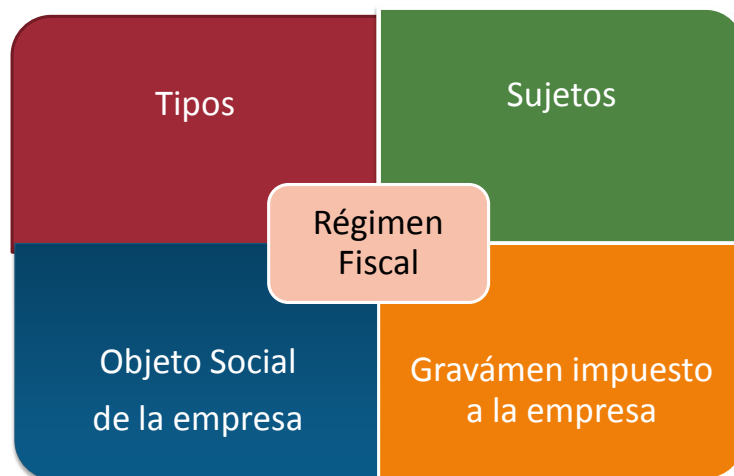 Tipos
Sujetos
Régimen
Fiscal
Objeto Social
de la empresa
Gravámen impuesto
a la empresa